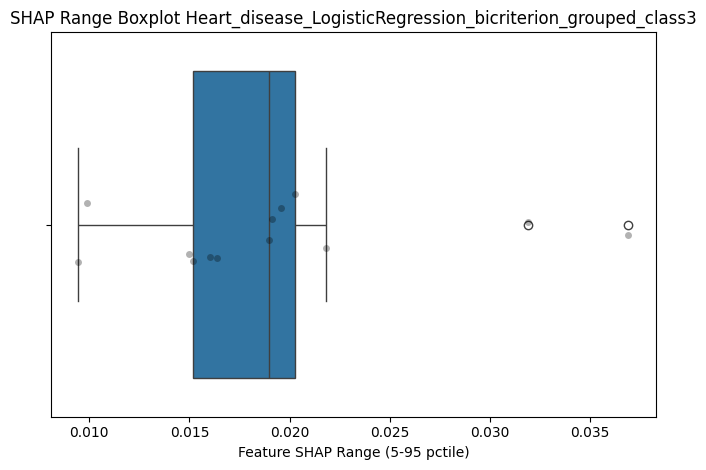 SHAP Range Boxplot Heart_disease_LogisticRegression_bicriterion_grouped_class3
0.010 0.015 0.020 0.025 0.030 0.035
Feature SHAP Range (5-95 pctile)